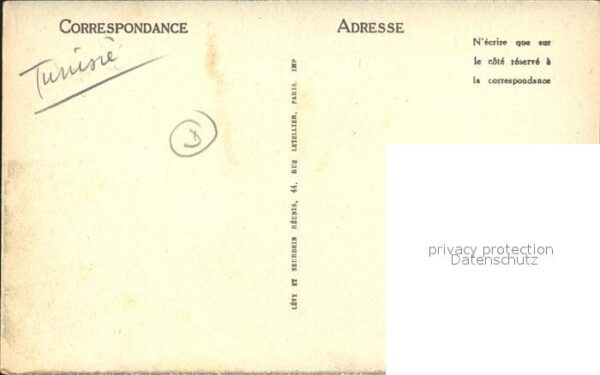 CORRESPONDANCE
ADRESSE
N'écrire que sur
le côté réservé à
la correspondance
Tunisie
LÉVY ET NEURDEIN RÉUNIS, 44, RUE LETELLIER, PARIS. IMP
privacy protection
Datenschutz